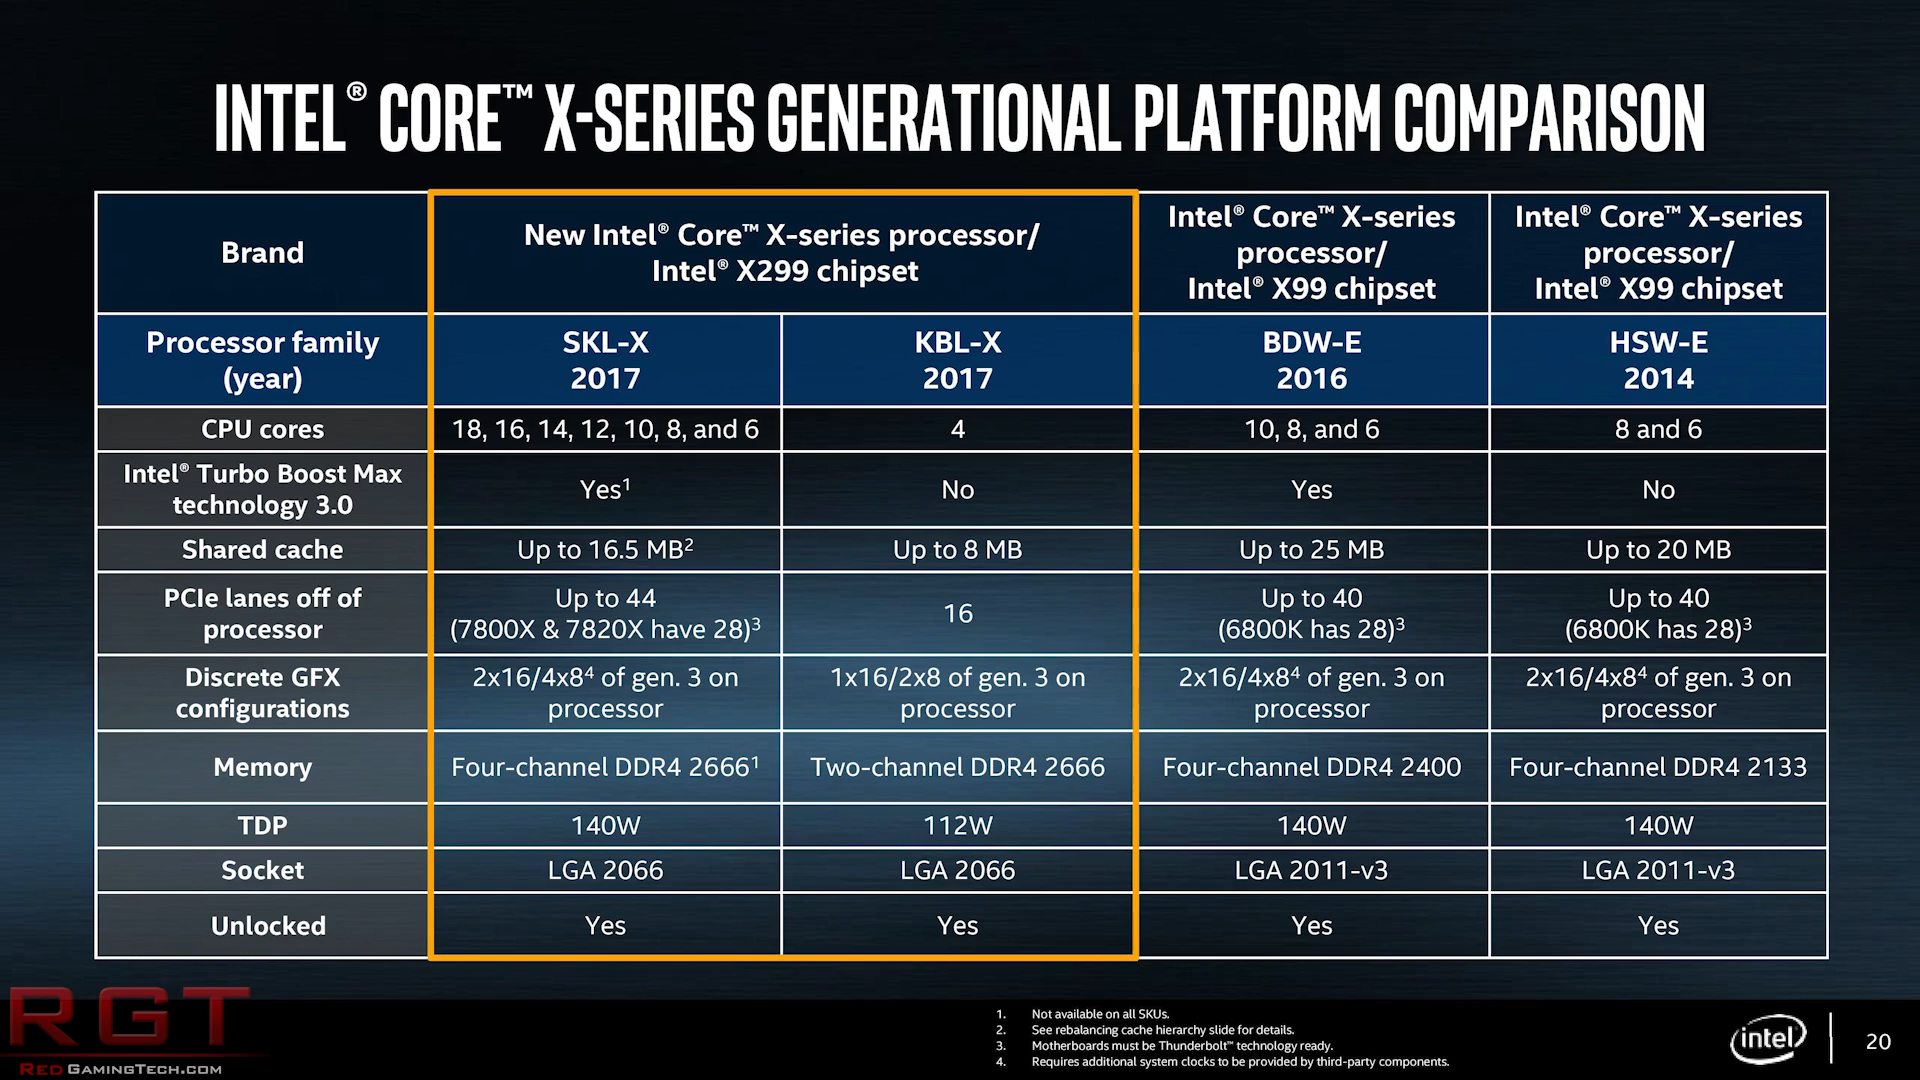 INTEL® CORE™ X-SERIES GENERATIONAL PLATFORM COMPARISON
Brand
New Intel® Core™ X-series processor/
Intel® X299 chipset
Intel® Core™ X-series
processor/
Intel® X99 chipset
Intel® Core™ X-series
processor/
Intel® X99 chipset
Processor family
(year)
SKL-X
2017
KBL-X
2017
BDW-E
2016
HSW-E
2014
CPU cores
18, 16, 14, 12, 10, 8, and 6
4
10, 8, and 6
8 and 6
Intel® Turbo Boost Max
technology 3.0
Yes¹
No
Yes
No
Shared cache
Up to 16.5 MB²
Up to 8 MB
Up to 25 MB
Up to 20 MB
PCIe lanes off of
processor
Up to 44
(7800X & 7820X have 28)³
16
Up to 40
(6800K has 28)³
Up to 40
(6800K has 28)³
Discrete GFX
configurations
2x16/4x8⁴ of gen. 3 on
processor
1x16/2x8 of gen. 3 on
processor
2x16/4x8⁴ of gen. 3 on
processor
2x16/4x8⁴ of gen. 3 on
processor
Memory
Four-channel DDR4 2666¹
Two-channel DDR4 2666
Four-channel DDR4 2400
Four-channel DDR4 2133
TDP
140W
112W
140W
140W
Socket
LGA 2066
LGA 2066
LGA 2011-v3
LGA 2011-v3
Unlocked
Yes
Yes
Yes
Yes
RGT
REDGAMINGTECH.COM
1. Not available on all SKUs.
2. See rebalancing cache hierarchy slide for details.
3. Motherboards must be Thunderbolt™ technology ready.
4. Requires additional system clocks to be provided by third-party components.
intel
20